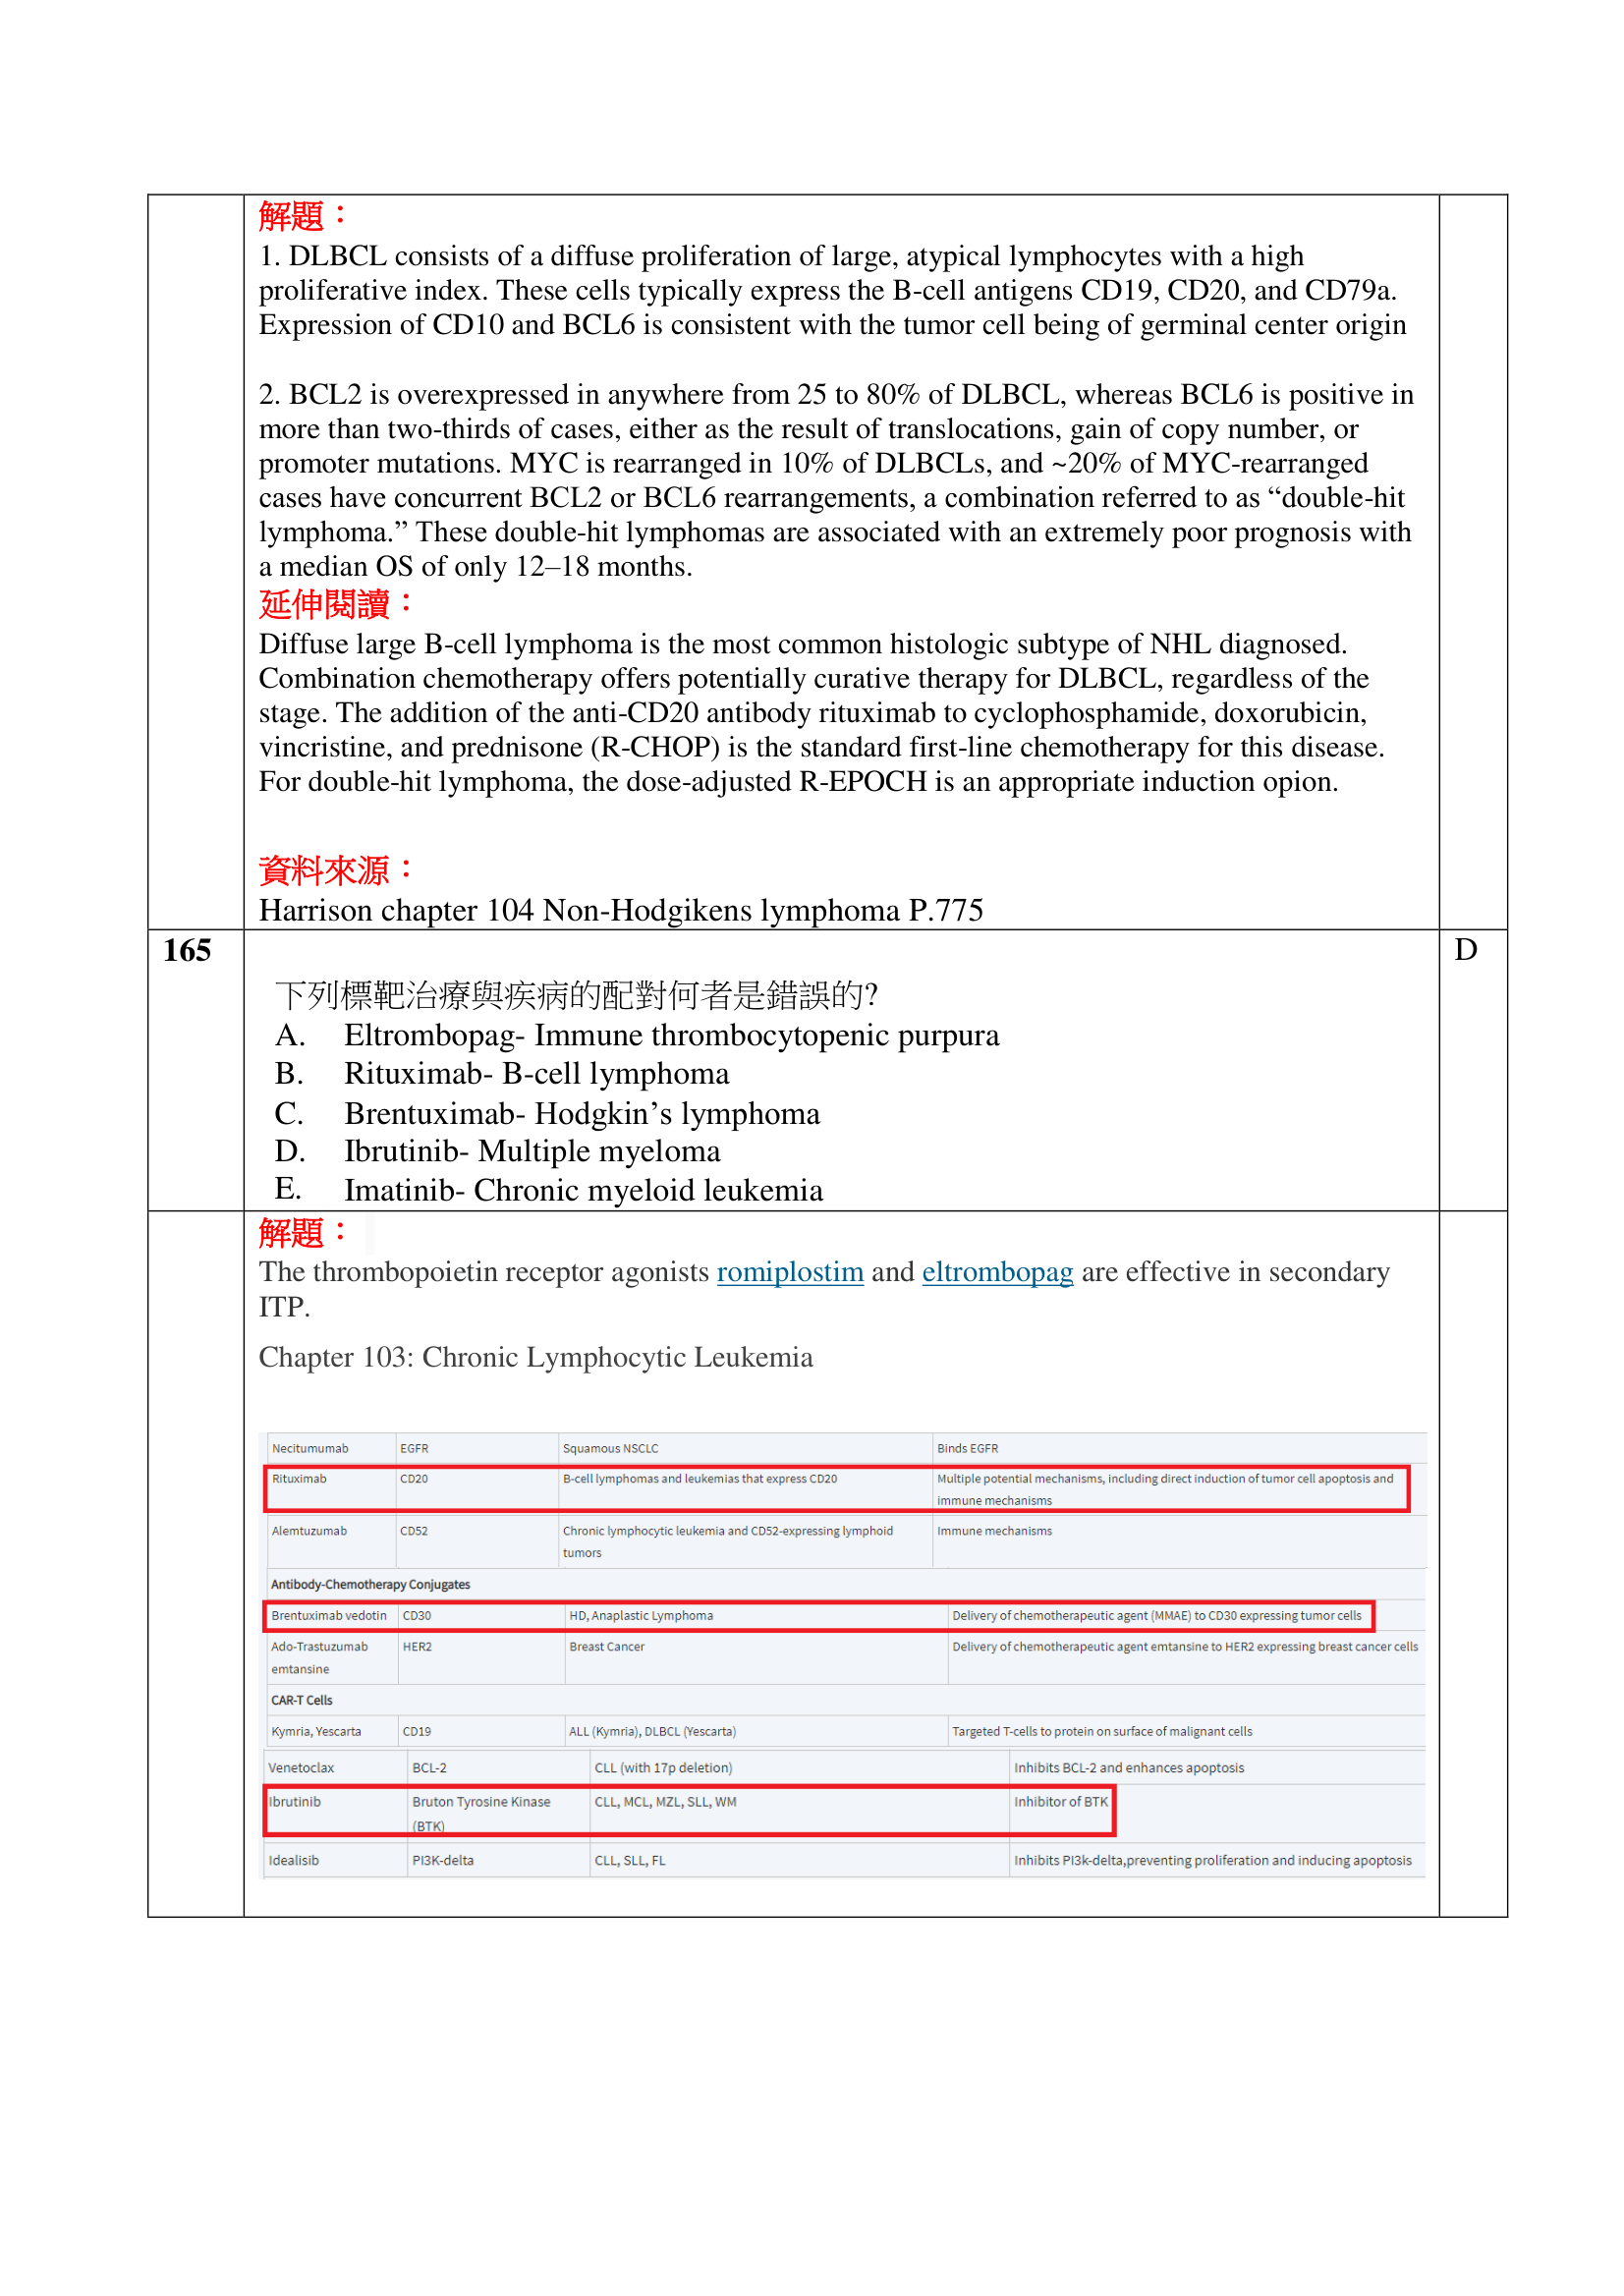 解題：
1. DLBCL consists of a diffuse proliferation of large, atypical lymphocytes with a high
proliferative index. These cells typically express the B-cell antigens CD19, CD20, and CD79a.
Expression of CD10 and BCL6 is consistent with the tumor cell being of germinal center origin
2. BCL2 is overexpressed in anywhere from 25 to 80% of DLBCL, whereas BCL6 is positive in
more than two-thirds of cases, either as the result of translocations, gain of copy number, or
promoter mutations. MYC is rearranged in 10% of DLBCLs, and ~20% of MYC-rearranged
cases have concurrent BCL2 or BCL6 rearrangements, a combination referred to as “double-hit
lymphoma.” These double-hit lymphomas are associated with an extremely poor prognosis with
a median OS of only 12–18 months.
延伸閱讀：
Diffuse large B-cell lymphoma is the most common histologic subtype of NHL diagnosed.
Combination chemotherapy offers potentially curative therapy for DLBCL, regardless of the
stage. The addition of the anti-CD20 antibody rituximab to cyclophosphamide, doxorubicin,
vincristine, and prednisone (R-CHOP) is the standard first-line chemotherapy for this disease.
For double-hit lymphoma, the dose-adjusted R-EPOCH is an appropriate induction opion.
資料來源：
Harrison chapter 104 Non-Hodgikens lymphoma P.775
165 D
下列標靶治療與疾病的配對何者是錯誤的?
A. Eltrombopag- Immune thrombocytopenic purpura
B. Rituximab- B-cell lymphoma
C. Brentuximab- Hodgkin’s lymphoma
D. Ibrutinib- Multiple myeloma
E. Imatinib- Chronic myeloid leukemia
解題：
The thrombopoietin receptor agonists romiplostim and eltrombopag are effective in secondary
ITP.
Chapter 103: Chronic Lymphocytic Leukemia
Necitumumab EGFR Squamous NSCLC Binds EGFR
Rituximab CD20 B-cell lymphomas and leukemias that express CD20 Multiple potential mechanisms, including direct induction of tumor cell apoptosis and
immune mechanisms
Alemtuzumab CD52 Chronic lymphocytic leukemia and CD52-expressing lymphoid Immune mechanisms
tumors
Antibody-Chemotherapy Conjugates
Brentuximab vedotin CD30 HD, Anaplastic Lymphoma Delivery of chemotherapeutic agent (MMAE) to CD30 expressing tumor cells
Ado-Trastuzumab HER2 Breast Cancer Delivery of chemotherapeutic agent emtansine to HER2 expressing breast cancer cells
emtansine
CAR-T Cells
Kymria, Yescarta CD19 ALL (Kymria), DLBCL (Yescarta) Targeted T-cells to protein on surface of malignant cells
Venetoclax BCL-2 CLL (with 17p deletion) Inhibits BCL-2 and enhances apoptosis
Ibrutinib Bruton Tyrosine Kinase CLL, MCL, MZL, SLL, WM Inhibitor of BTK
(BTK)
Idealisib PI3K-delta CLL, SLL, FL Inhibits PI3k-delta,preventing proliferation and inducing apoptosis